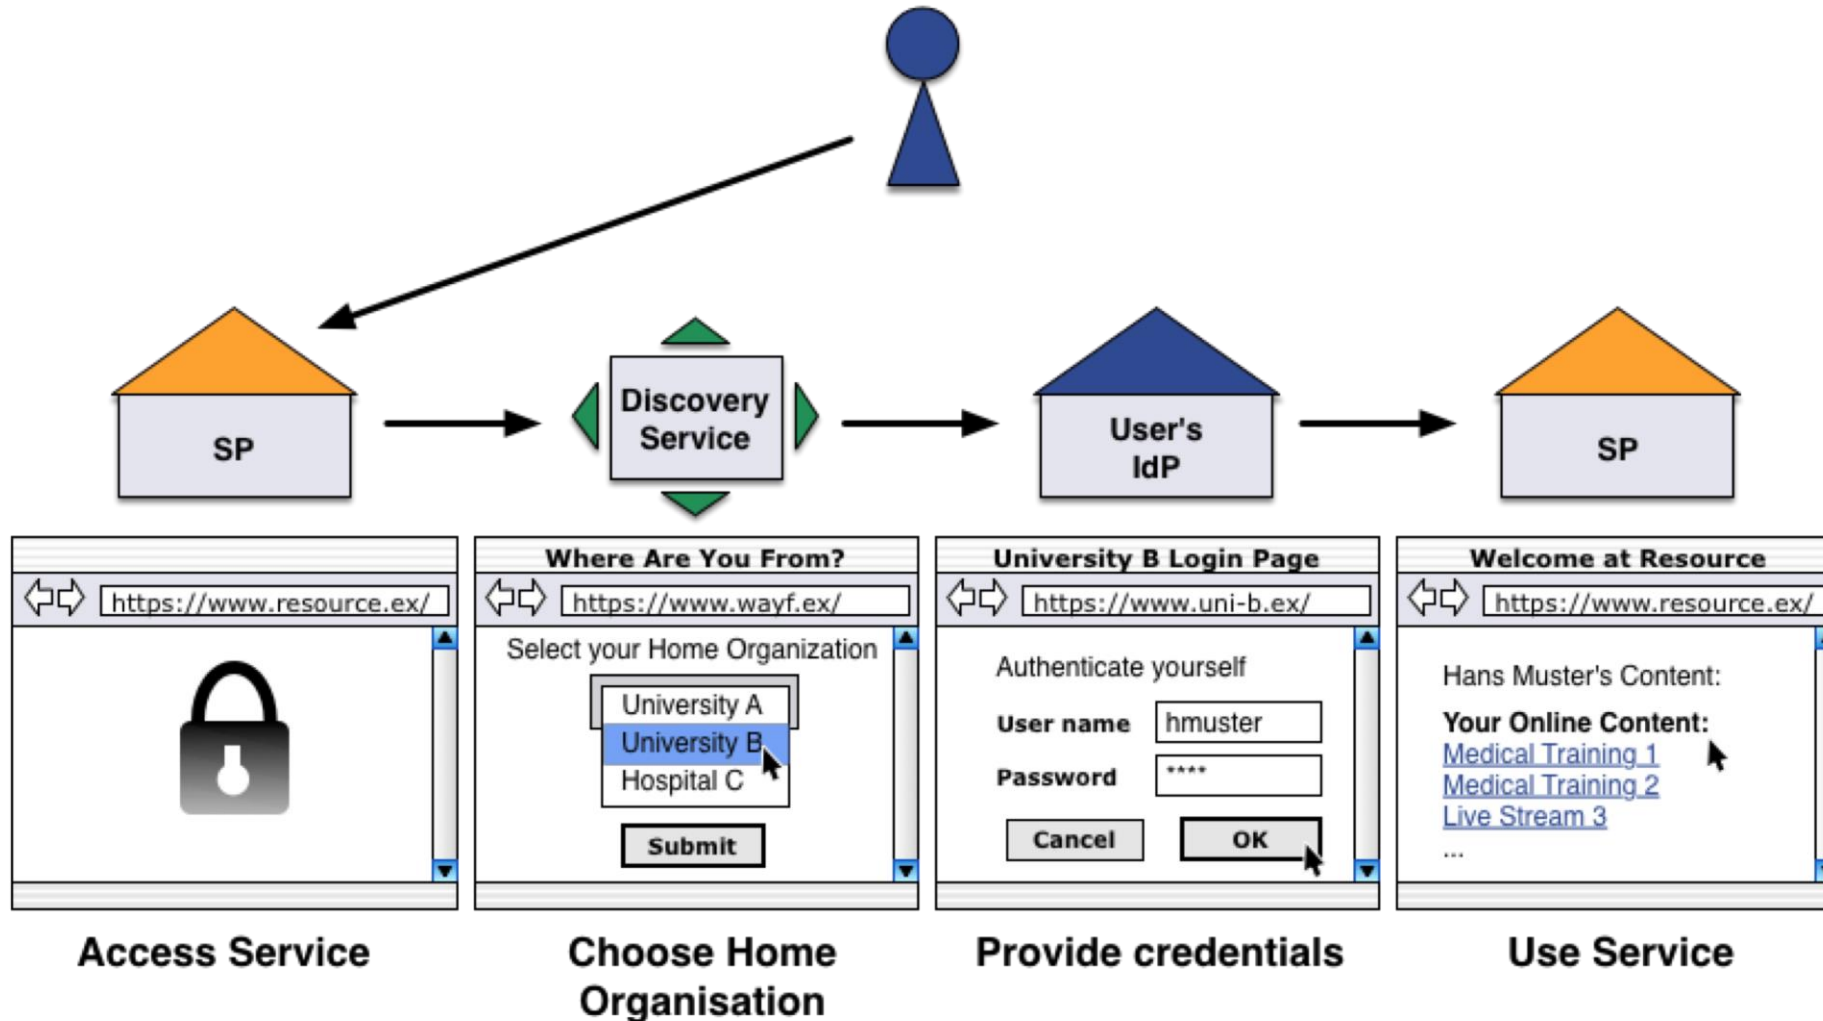 SP
Discovery
Service
User's
IdP
SP
https://www.resource.ex/
Where Are You From?
https://www.wayf.ex/
Select your Home Organization
University A
University B
Hospital C
Submit
University B Login Page
https://www.uni-b.ex/
Authenticate yourself
User name
hmuster
Password
****
Cancel
OK
Welcome at Resource
https://www.resource.ex/
Hans Muster's Content:
Your Online Content:
Medical Training 1
Medical Training 2
Live Stream 3
...
Access Service
Choose Home
Organisation
Provide credentials
Use Service